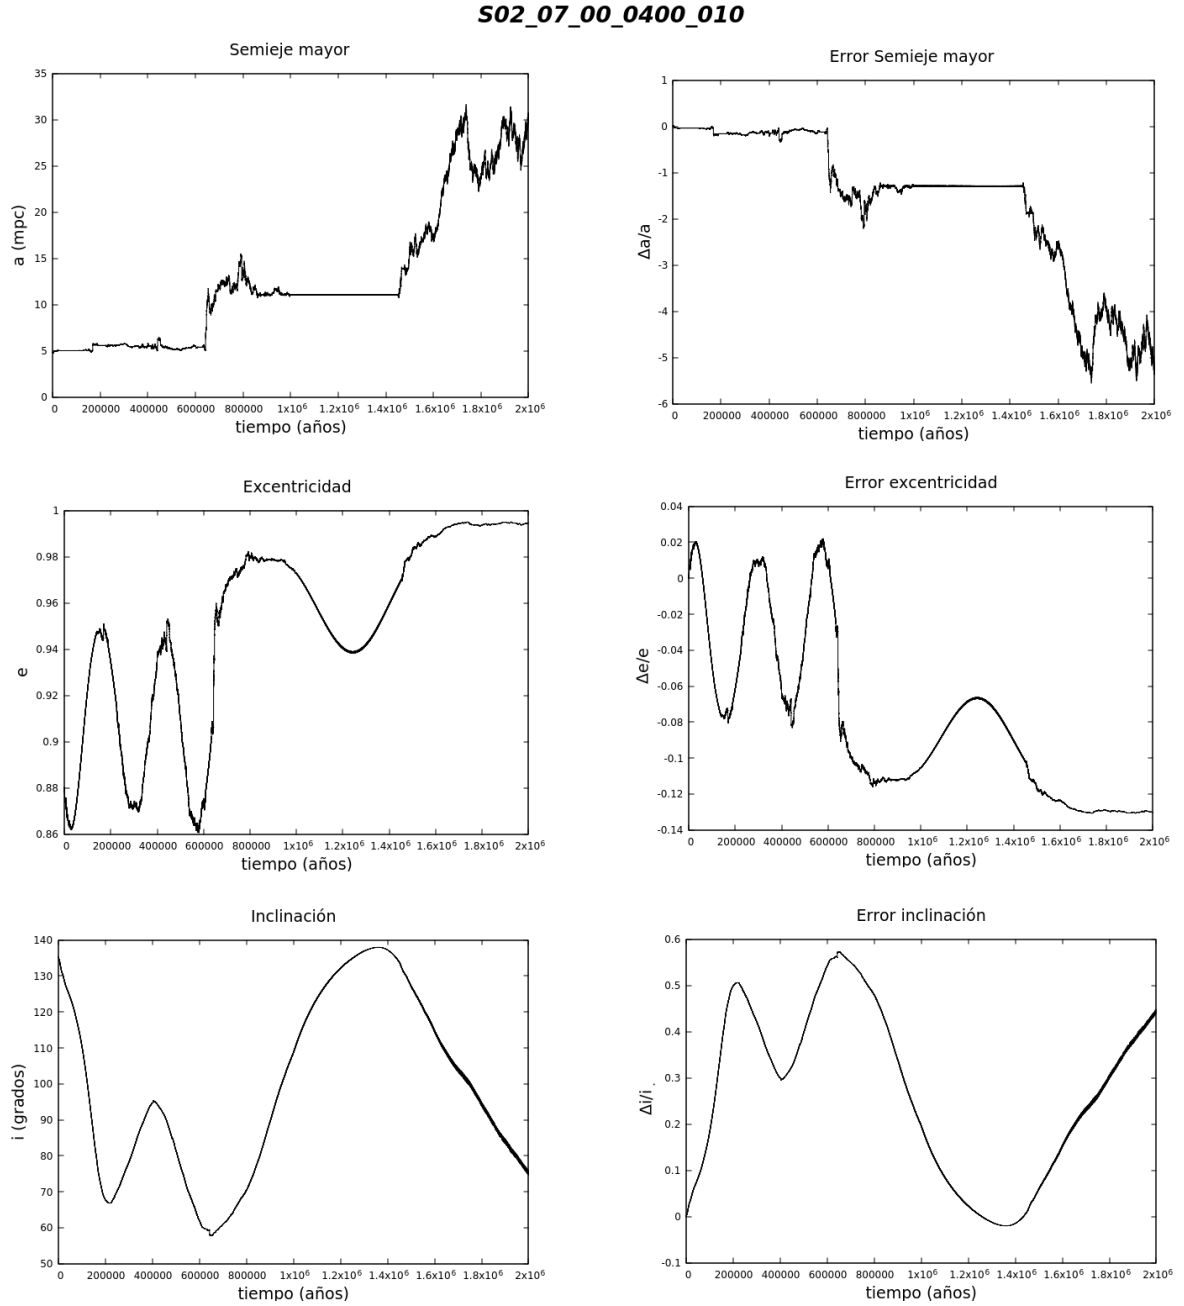 S02_07_00_0400_010
Semieje mayor
35
30
25
20
15
10
5
0
a (mpc)
0 200000 400000 600000 800000 1x10⁶ 1.2x10⁶ 1.4x10⁶ 1.6x10⁶ 1.8x10⁶ 2x10⁶
tiempo (años)
Error Semieje mayor
1
0
-1
-2
-3
-4
-5
-6
Δa/a
0 200000 400000 600000 800000 1x10⁶ 1.2x10⁶ 1.4x10⁶ 1.6x10⁶ 1.8x10⁶ 2x10⁶
tiempo (años)
Excentricidad
1
0.98
0.96
0.94
0.92
0.9
0.88
0.86
e
0 200000 400000 600000 800000 1x10⁶ 1.2x10⁶ 1.4x10⁶ 1.6x10⁶ 1.8x10⁶ 2x10⁶
tiempo (años)
Error excentricidad
0.04
0.02
0
-0.02
-0.04
-0.06
-0.08
-0.1
-0.12
-0.14
Δe/e
0 200000 400000 600000 800000 1x10⁶ 1.2x10⁶ 1.4x10⁶ 1.6x10⁶ 1.8x10⁶ 2x10⁶
tiempo (años)
Inclinación
140
130
120
110
100
90
80
70
60
50
i (grados)
0 200000 400000 600000 800000 1x10⁶ 1.2x10⁶ 1.4x10⁶ 1.6x10⁶ 1.8x10⁶ 2x10⁶
tiempo (años)
Error inclinación
0.6
0.5
0.4
0.3
0.2
0.1
0
-0.1
Δi/i .
0 200000 400000 600000 800000 1x10⁶ 1.2x10⁶ 1.4x10⁶ 1.6x10⁶ 1.8x10⁶ 2x10⁶
tiempo (años)